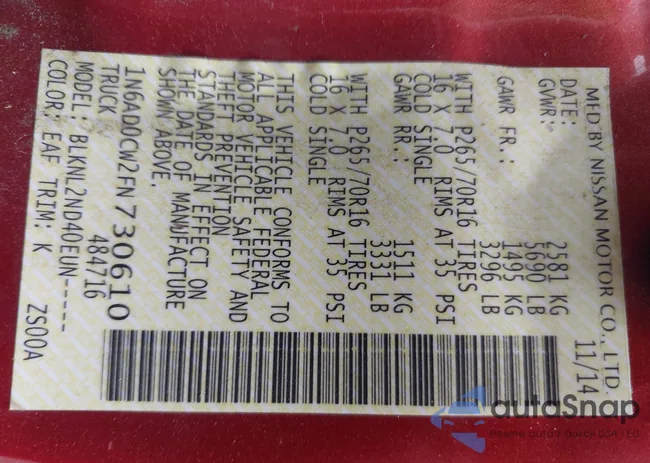 MFD BY NISSAN MOTOR CO., LTD.
DATE: 11/14
GVWR: 2581 KG
5690 LB
GAWR FR.: 1495 KG
3296 LB
WITH P265/70R16 TIRES
16 X 7.0 RIMS AT 35 PSI
COLD SINGLE
GAWR RR.: 1511 KG
3331 LB
WITH P265/70R16 TIRES
16 X 7.0 RIMS AT 35 PSI
COLD SINGLE
THIS VEHICLE CONFORMS TO
ALL APPLICABLE FEDERAL
MOTOR VEHICLE SAFETY AND
THEFT PREVENTION
STANDARDS IN EFFECT ON
THE DATE OF MANUFACTURE
SHOWN ABOVE.
1N6AD0CW2FN730610
TRUCK 484716
MODEL: BLKNL2ND40EUN-----
COLOR: EAF TRIM: K ZS00A
autoSnap